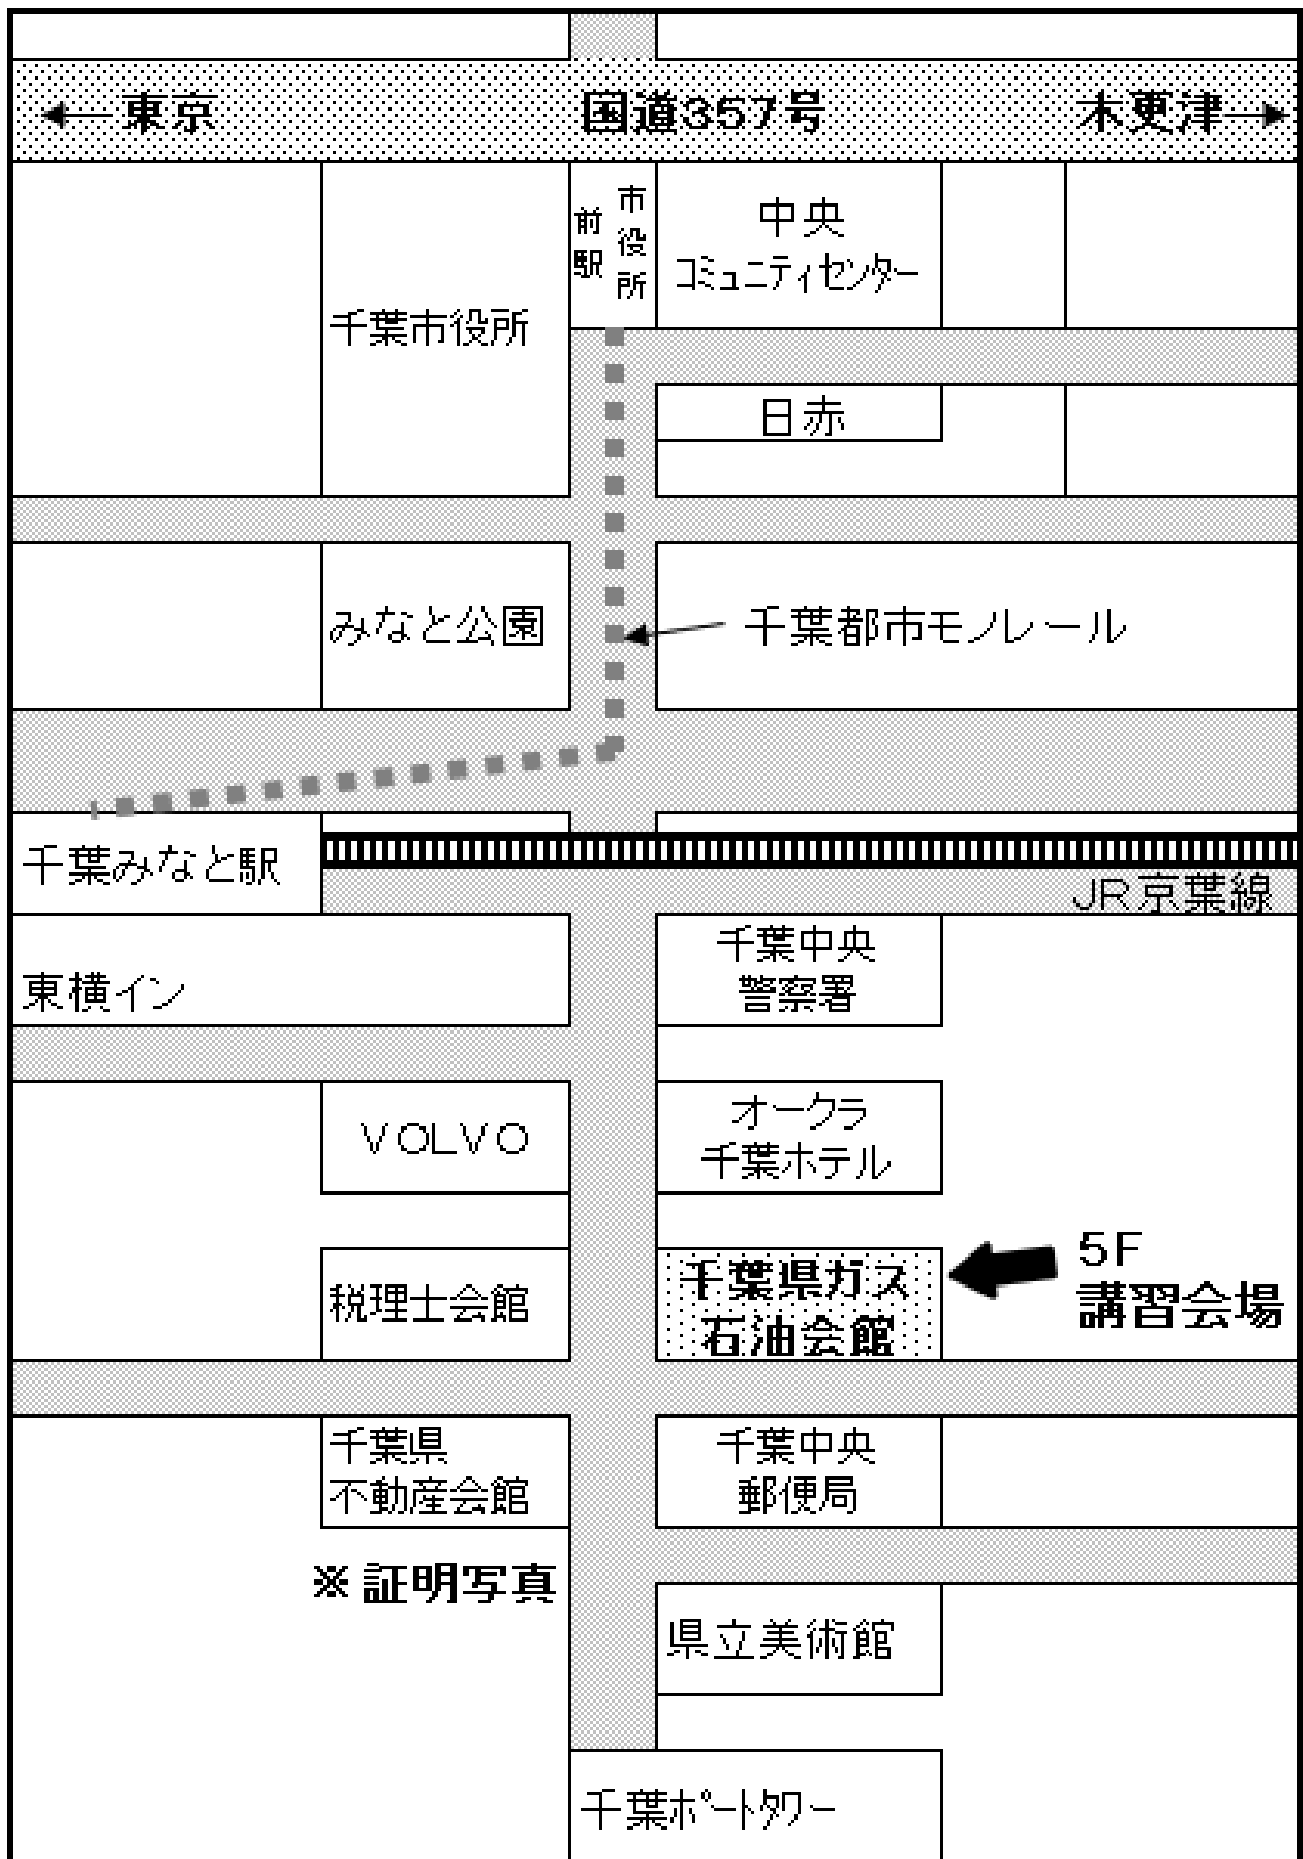 東京
国道357号
木更津
市役所
前駅
中央
コミュニティセンター
千葉市役所
日赤
みなと公園
千葉都市モノレール
千葉みなと駅
JR京葉線
東横イン
千葉中央
警察署
VOLVO
オークラ
千葉ホテル
税理士会館
千葉県ガス
石油会館
5F
講習会場
千葉県
不動産会館
千葉中央
郵便局
※証明写真
県立美術館
千葉ポートタワー